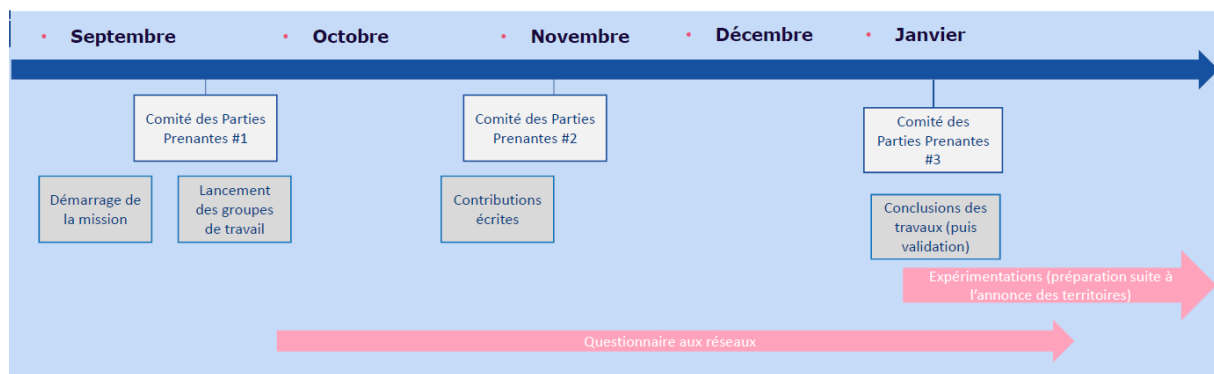 • Septembre • Octobre • Novembre • Décembre • Janvier
Comité des Parties
Prenantes #1
Comité des Parties
Prenantes #2
Comité des
Parties Prenantes
#3
Démarrage de
la mission
Lancement
des groupes
de travail
Contributions
écrites
Conclusions des
travaux (puis
validation)
Expérimentations (préparation suite à
l'annonce des territoires)
Questionnaire aux réseaux